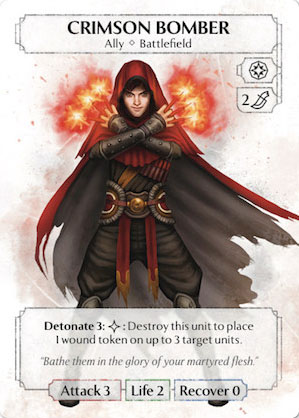 CRIMSON BOMBER
Ally ⟡ Battlefield
2
Detonate 3: ⟡ : Destroy this unit to place
1 wound token on up to 3 target units.
"Bathe them in the glory of your martyred flesh."
Attack 3 Life 2 Recover 0